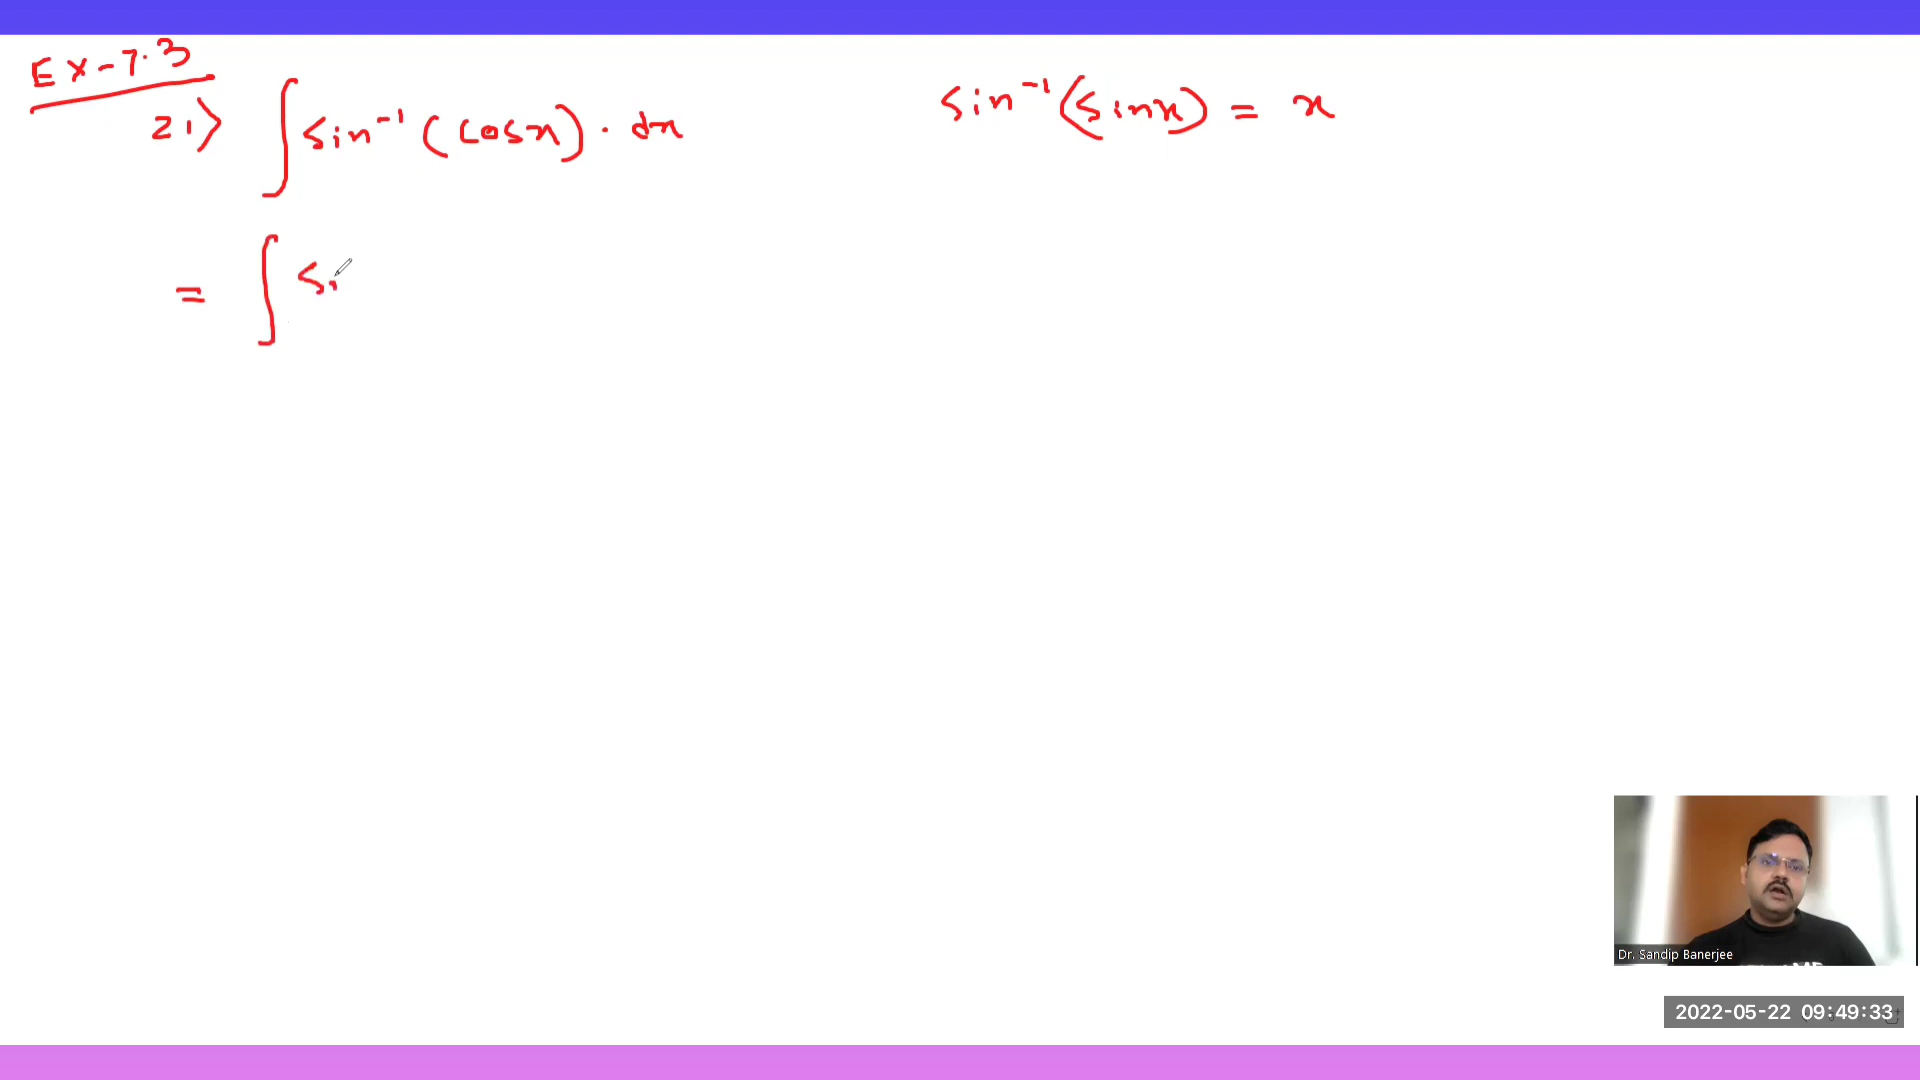 Ex-7.3
21) ∫ sin⁻¹ (cosx) · dx
sin⁻¹ (sinx) = x
= ∫ Si
Dr. Sandip Banerjee
2022-05-22 09:49:33